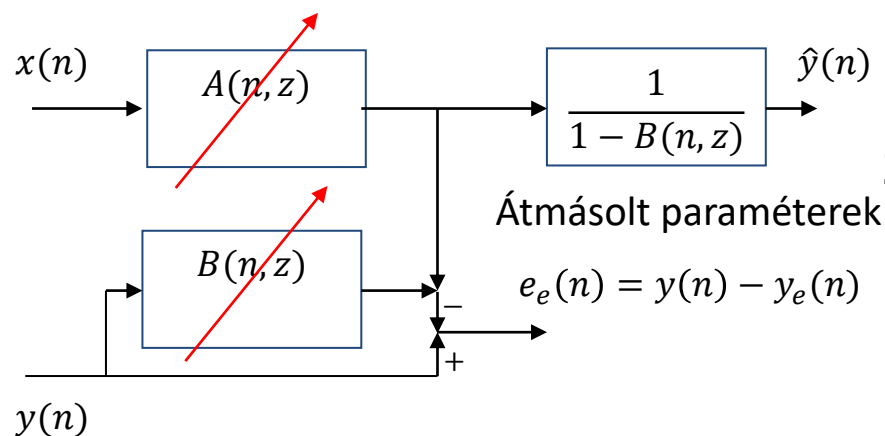 x(n)
A(n, z)
1
1 − B(n, z)
ŷ(n)
Átmásolt paraméterek
B(n, z)
−
e_e(n) = y(n) − y_e(n)
+
y(n)